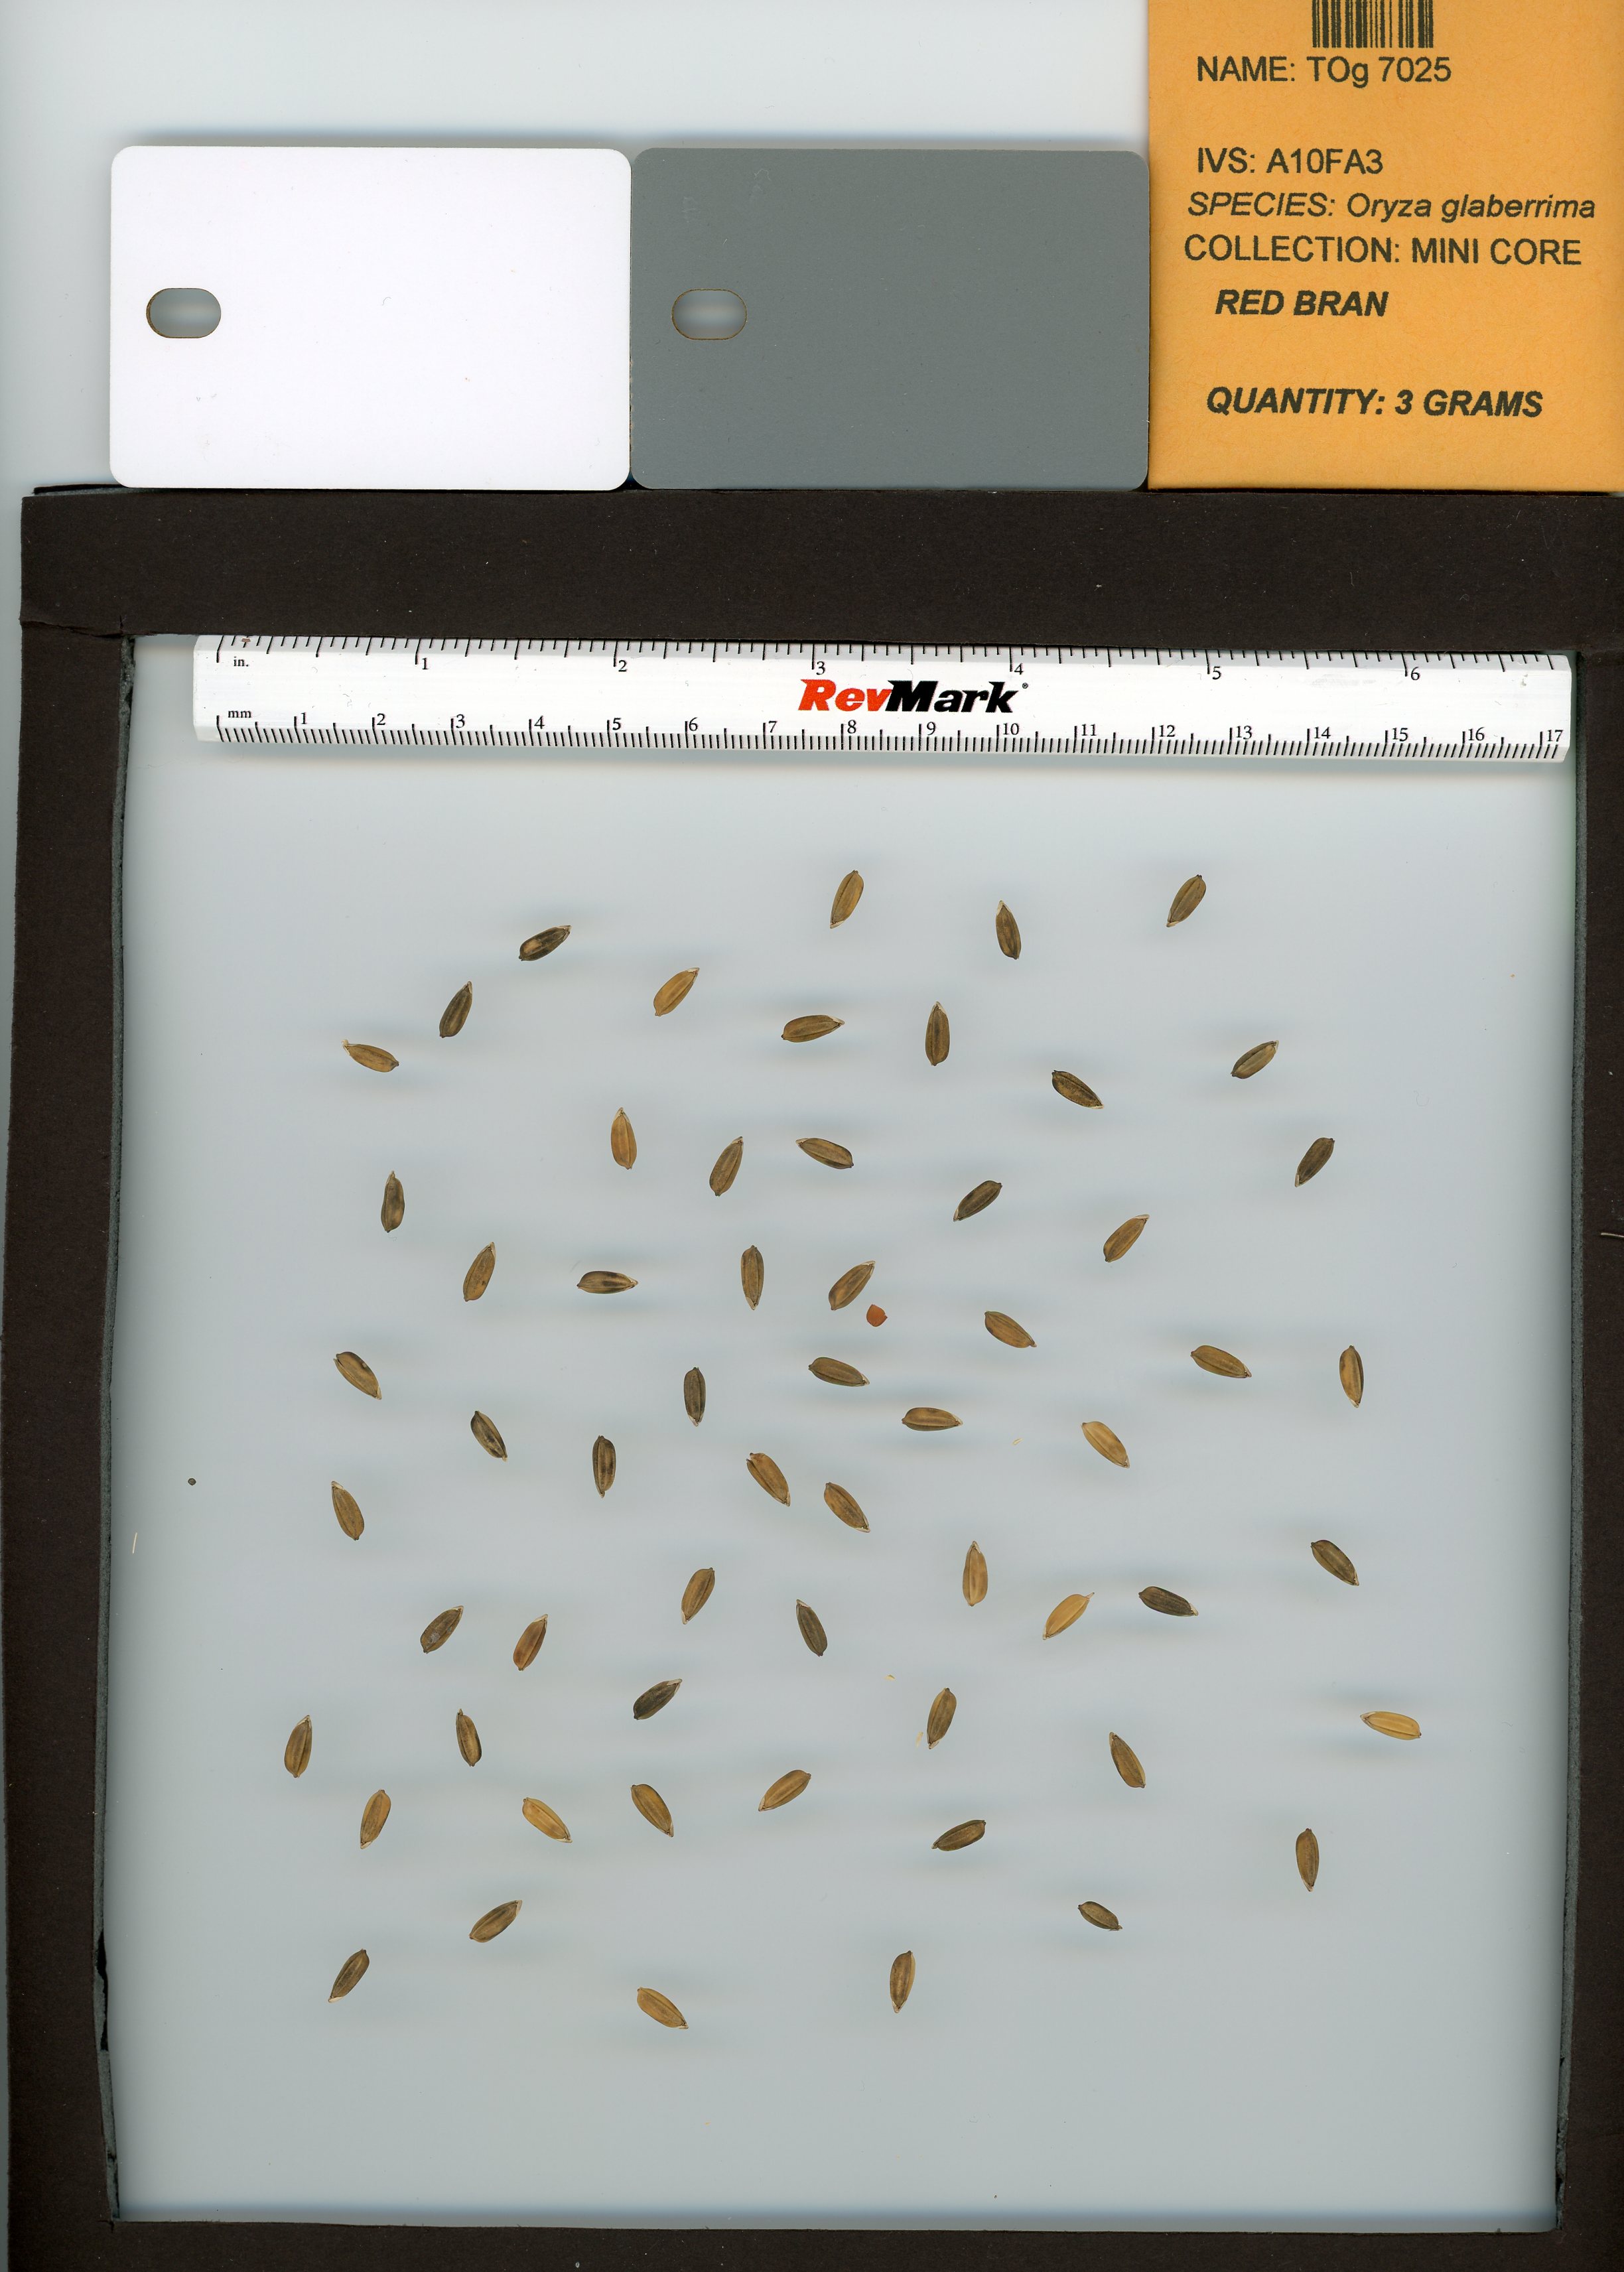 NAME: TOg 7025
IVS: A10FA3
SPECIES: Oryza glaberrima
COLLECTION: MINI CORE
RED BRAN
QUANTITY: 3 GRAMS
in. 1 2 3 4 5 6
RevMark®
mm 1 2 3 4 5 6 7 8 9 10 11 12 13 14 15 16 17